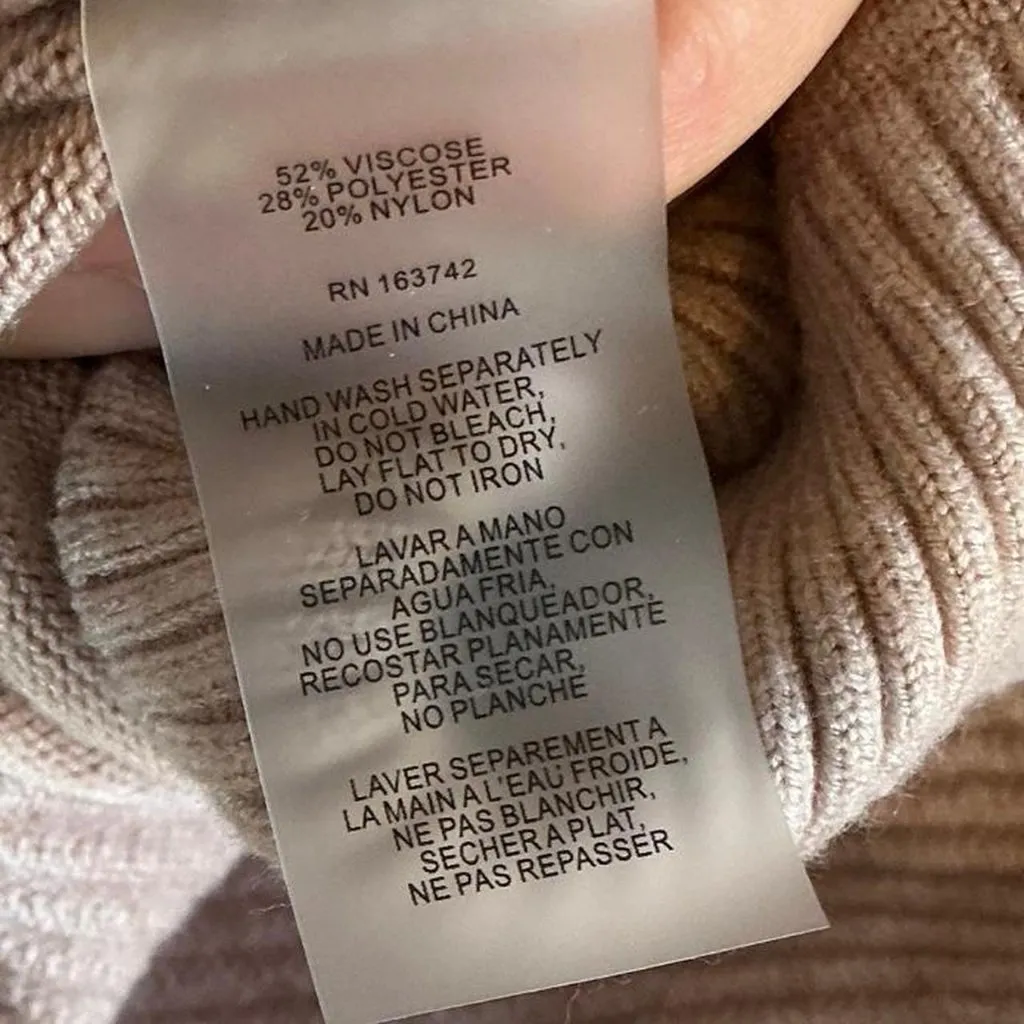 52% VISCOSE
28% POLYESTER
20% NYLON
RN 163742
MADE IN CHINA
HAND WASH SEPARATELY
IN COLD WATER,
DO NOT BLEACH,
LAY FLAT TO DRY,
DO NOT IRON
LAVAR A MANO
SEPARADAMENTE CON
AGUA FRIA,
NO USE BLANQUEADOR,
RECOSTAR PLANAMENTE
PARA SECAR,
NO PLANCHE
LAVER SEPAREMENT A
LA MAIN A L'EAU FROIDE,
NE PAS BLANCHIR,
SECHER A PLAT,
NE PAS REPASSER